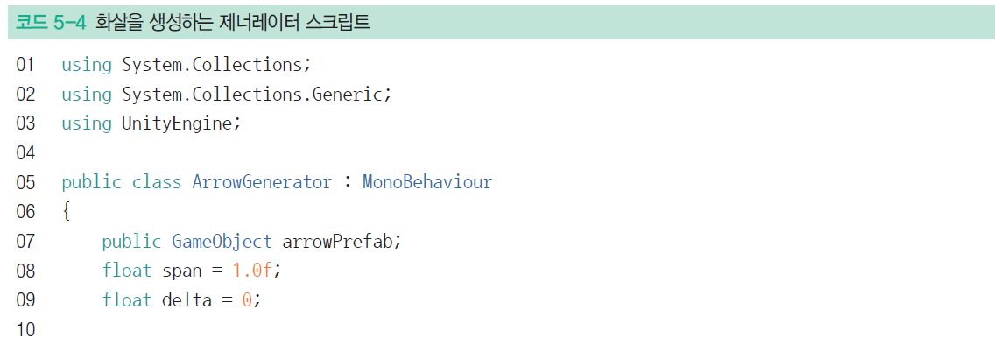 코드 5-4 화살을 생성하는 제너레이터 스크립트
01 using System.Collections;
02 using System.Collections.Generic;
03 using UnityEngine;
04
05 public class ArrowGenerator : MonoBehaviour
06 {
07     public GameObject arrowPrefab;
08     float span = 1.0f;
09     float delta = 0;
10